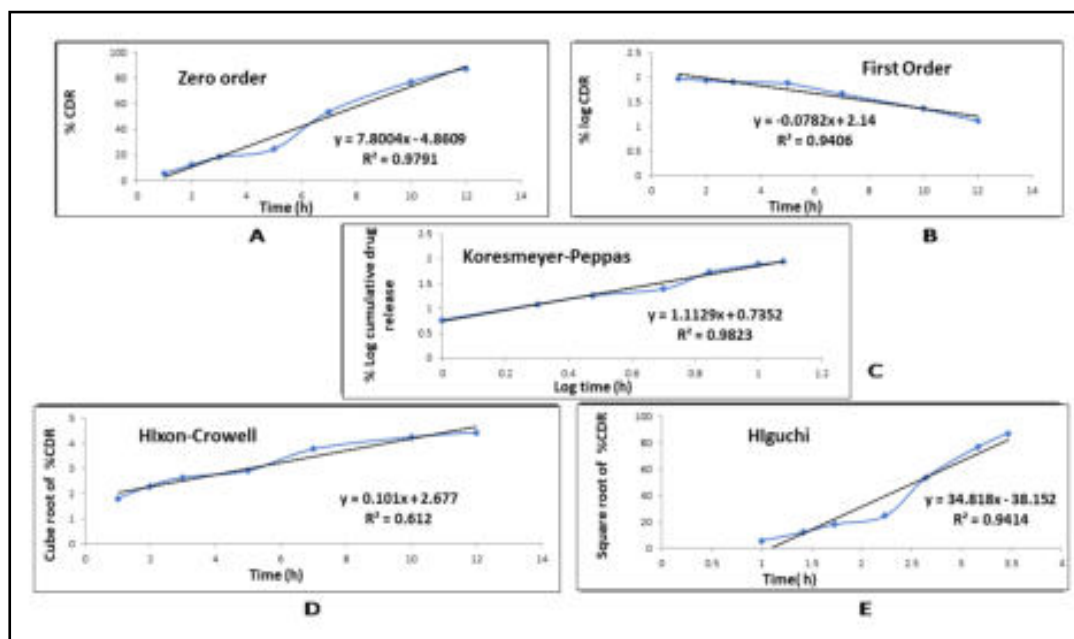 Zero order
% CDR
100
80
60
40
20
0
y = 7.8004x - 4.8609
R² = 0.9791
0 2 4 6 8 10 12 14
Time (h)
A
First Order
% log CDR
2.5
2
1.5
1
0.5
0
y = -0.0782x + 2.14
R² = 0.9406
0 2 4 6 8 10 12 14
Time (h)
B
Koresmeyer-Peppas
% Log cumulative drug
release
2.5
2
1.5
1
0.5
0
y = 1.1129x + 0.7352
R² = 0.9823
0 0.2 0.4 0.6 0.8 1 1.2
Log time (h)
C
HIxon-Crowell
Cube root of %CDR
5
4
3
2
1
0
y = 0.101x + 2.677
R² = 0.612
0 2 4 6 8 10 12 14
Time (h)
D
HIguchi
Square root of %CDR
100
80
60
40
20
0
y = 34.818x - 38.152
R² = 0.9414
0 0.5 1 1.5 2 2.5 3 3.5 4
Time( h)
E